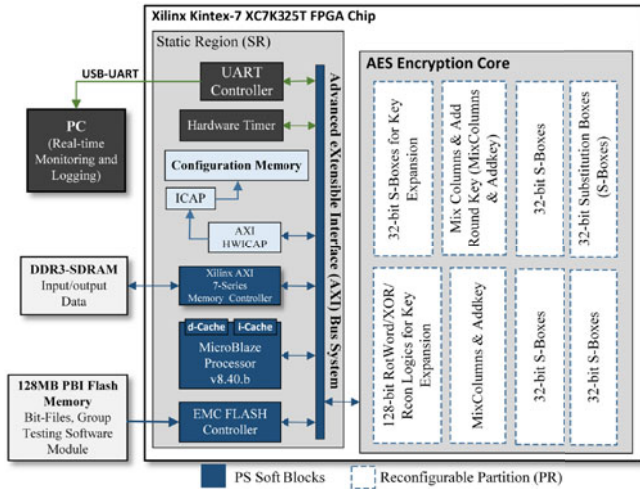 Xilinx Kintex-7 XC7K325T FPGA Chip
Static Region (SR)
USB-UART
UART
Controller
PC
(Real-time
Monitoring and
Logging)
Hardware Timer
Configuration Memory
ICAP
AXI
HWICAP
DDR3-SDRAM
Input/output
Data
Xilinx AXI
7-Series
Memory Controller
d-Cache
i-Cache
MicroBlaze
Processor
v8.40.b
128MB PBI Flash
Memory
Bit-Files, Group
Testing Software
Module
EMC FLASH
Controller
Advanced eXtensible Interface (AXI) Bus System
AES Encryption Core
32-bit S-Boxes for Key
Expansion
Mix Columns & Add
Round Key (MixColumns
& Addkey)
32-bit S-Boxes
32-bit Substitution Boxes
(S-Boxes)
128-bit RotWord/XOR/
Rcon Logics for Key
Expansion
MixColumns & Addkey
32-bit S-Boxes
32-bit S-Boxes
PS Soft Blocks
Reconfigurable Partition (PR)